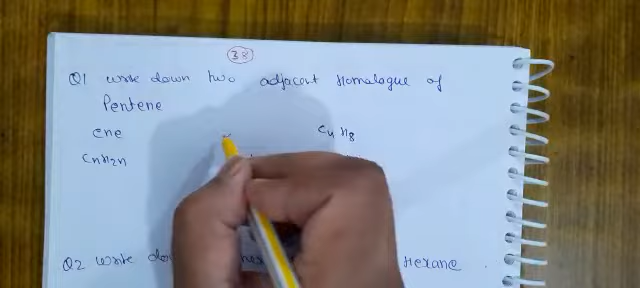 38
Q1 write down two adjacent Homologue of
Pentene
ene C4H8
CnH2n
Q2 Write Hexane